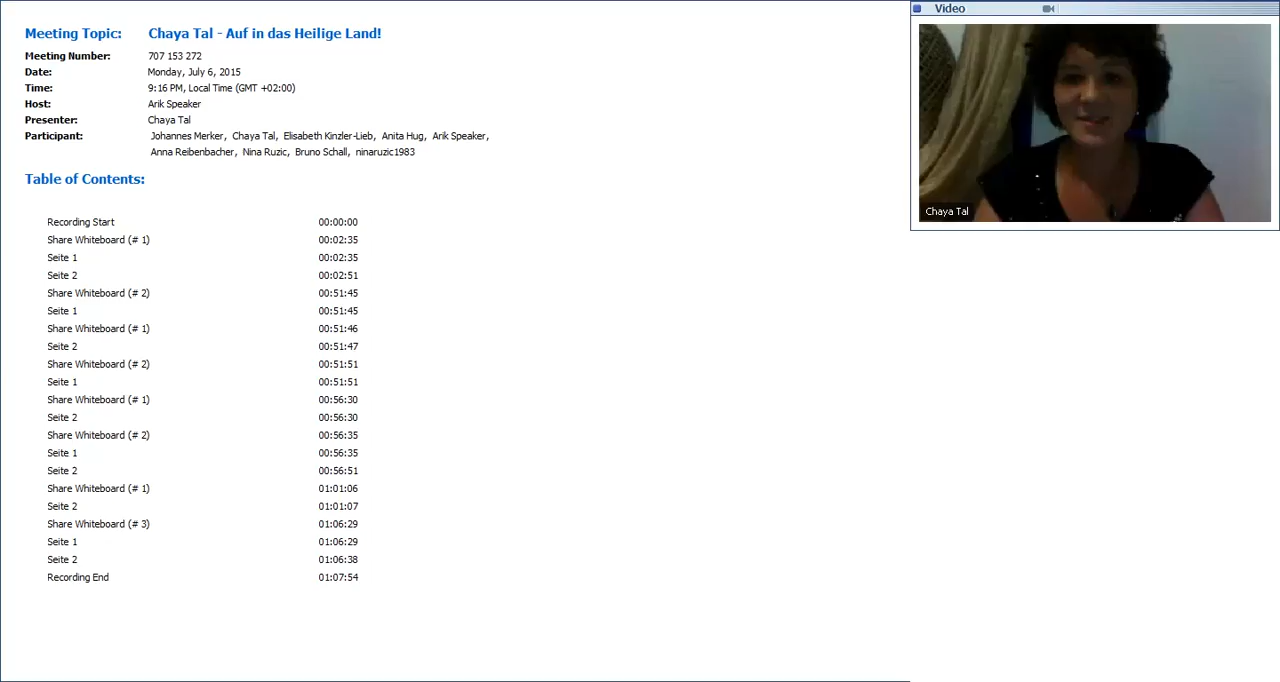 Meeting Topic: Chaya Tal - Auf in das Heilige Land!
Meeting Number: 707 153 272
Date: Monday, July 6, 2015
Time: 9:16 PM, Local Time (GMT +02:00)
Host: Arik Speaker
Presenter: Chaya Tal
Participant: Johannes Merker, Chaya Tal, Elisabeth Kinzler-Lieb, Anita Hug, Arik Speaker,
Anna Reibenbacher, Nina Ruzic, Bruno Schall, ninaruzic1983
Table of Contents:
Recording Start 00:00:00
Share Whiteboard (# 1) 00:02:35
Seite 1 00:02:35
Seite 2 00:02:51
Share Whiteboard (# 2) 00:51:45
Seite 1 00:51:45
Share Whiteboard (# 1) 00:51:46
Seite 2 00:51:47
Share Whiteboard (# 2) 00:51:51
Seite 1 00:51:51
Share Whiteboard (# 1) 00:56:30
Seite 2 00:56:30
Share Whiteboard (# 2) 00:56:35
Seite 1 00:56:35
Seite 2 00:56:51
Share Whiteboard (# 1) 01:01:06
Seite 2 01:01:07
Share Whiteboard (# 3) 01:06:29
Seite 1 01:06:29
Seite 2 01:06:38
Recording End 01:07:54
Video
Chaya Tal